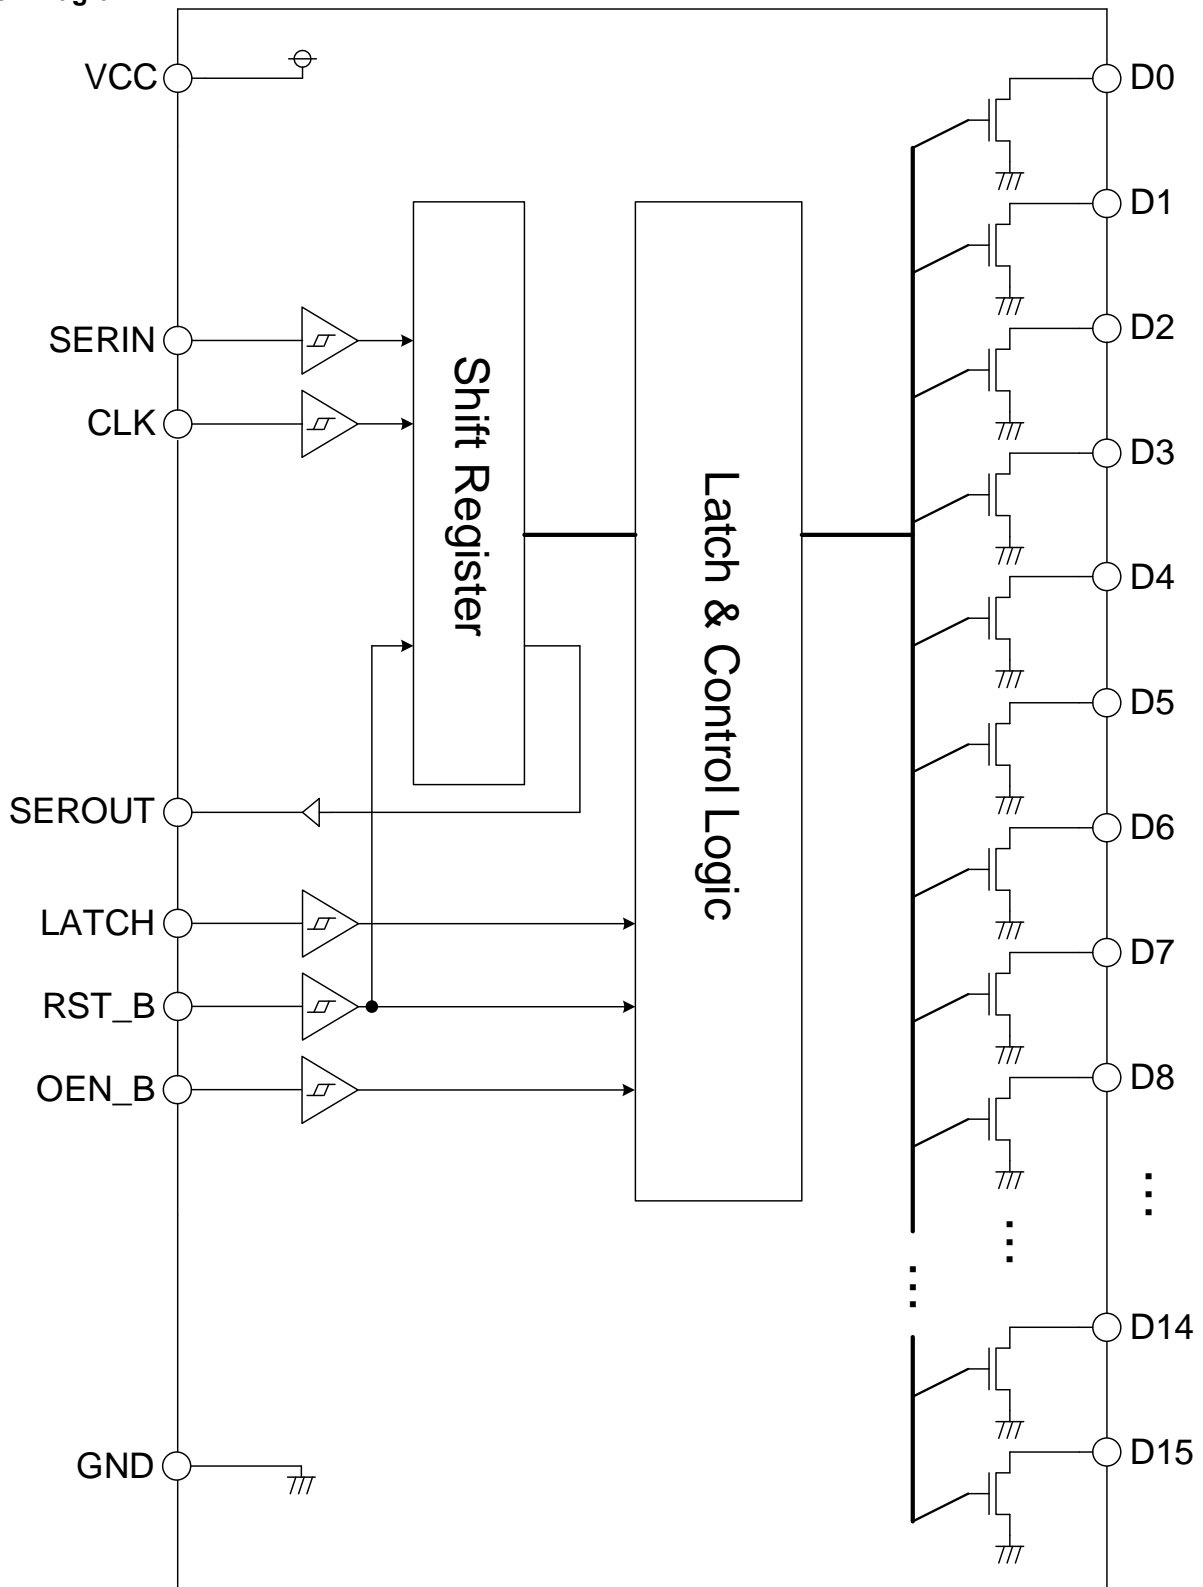 VCC
D0
D1
SERIN
D2
CLK
D3
Shift Register
Latch & Control Logic
D4
D5
SEROUT
D6
LATCH
D7
RST_B
OEN_B
D8
D14
GND
D15